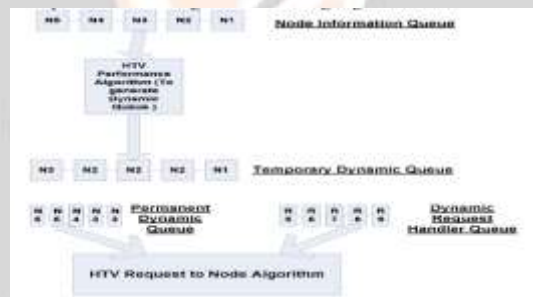 N5 N4 N3 N2 N1
Node Information Queue
HTV
Performance
Algorithm (To
generate
Dynamic
Queue )
N3 N2 N2 N2 N1
Temporary Dynamic Queue
Permanent
Dynamic
Queue
Dynamic
Request
Handler Queue
HTV Request to Node Algorithm